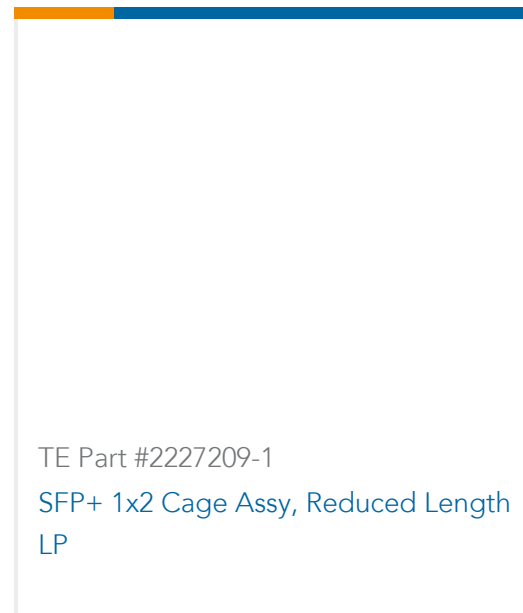 TE Part #2227209-1
SFP+ 1x2 Cage Assy, Reduced Length
LP